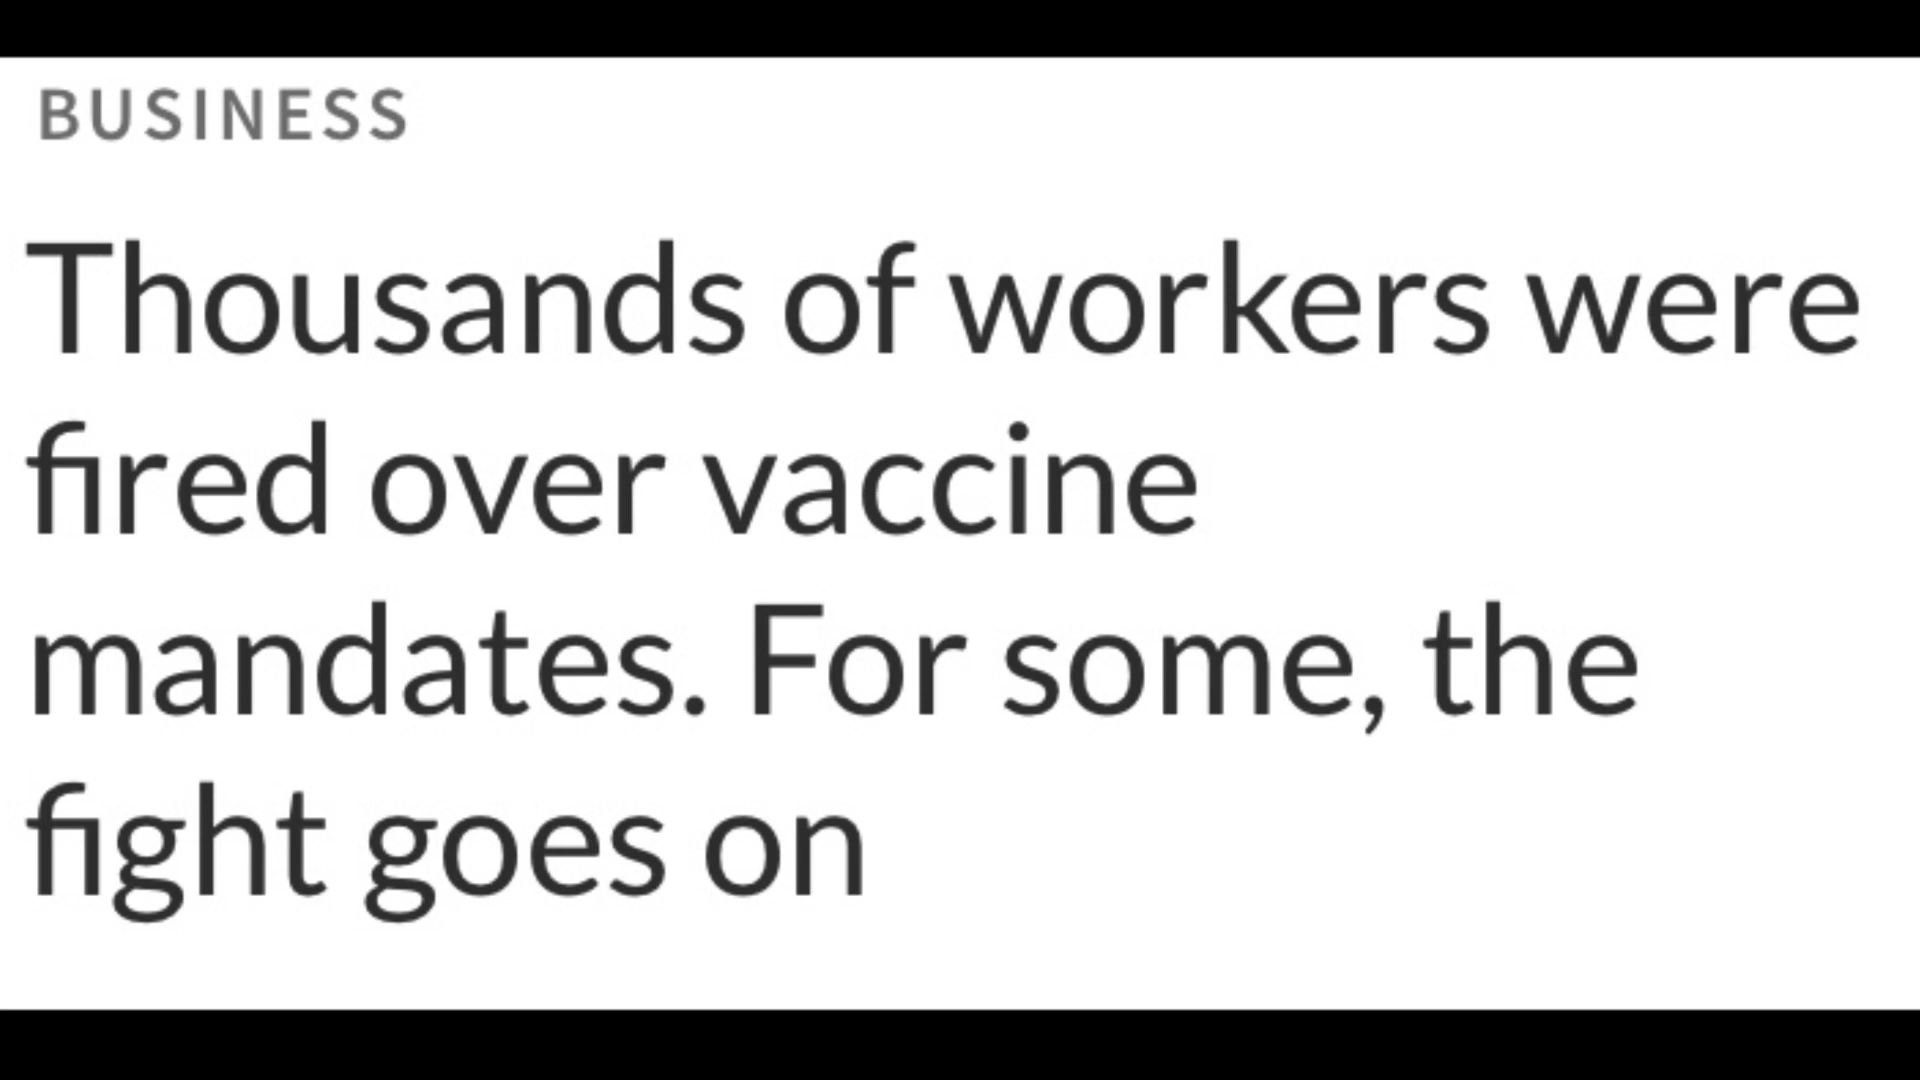 BUSINESS
Thousands of workers were
fired over vaccine
mandates. For some, the
fight goes on